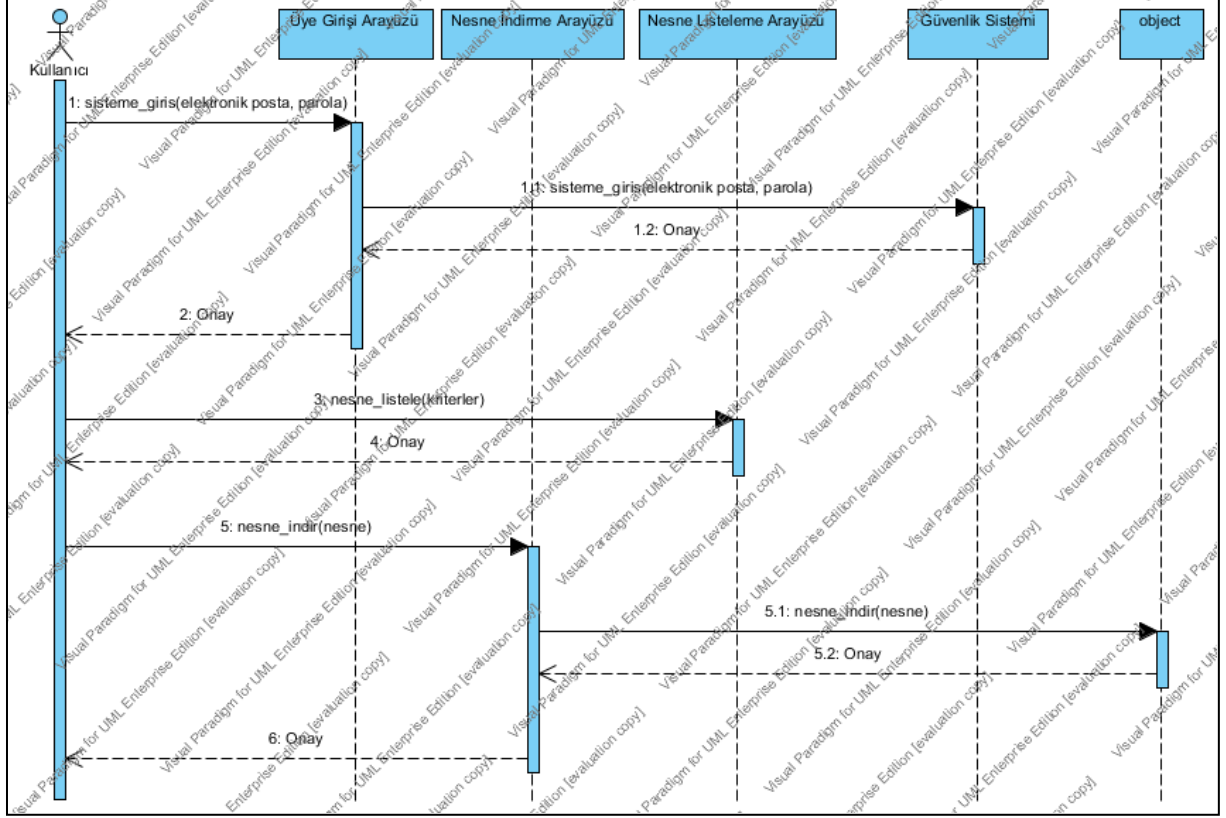 Üye Girişi Arayüzü
Nesne İndirme Arayüzü
Nesne Listeleme Arayüzü
Güvenlik Sistemi
object
Kullanıcı
1: sisteme_giris(elektronik posta, parola)
1.1: sisteme_giris(elektronik posta, parola)
1.2: Onay
2: Onay
3: nesne_listele(kriterler)
4: Onay
5: nesne_indir(nesne)
5.1: nesne_indir(nesne)
5.2: Onay
6: Onay
Visual Paradigm for UML Enterprise Edition [evaluation copy]